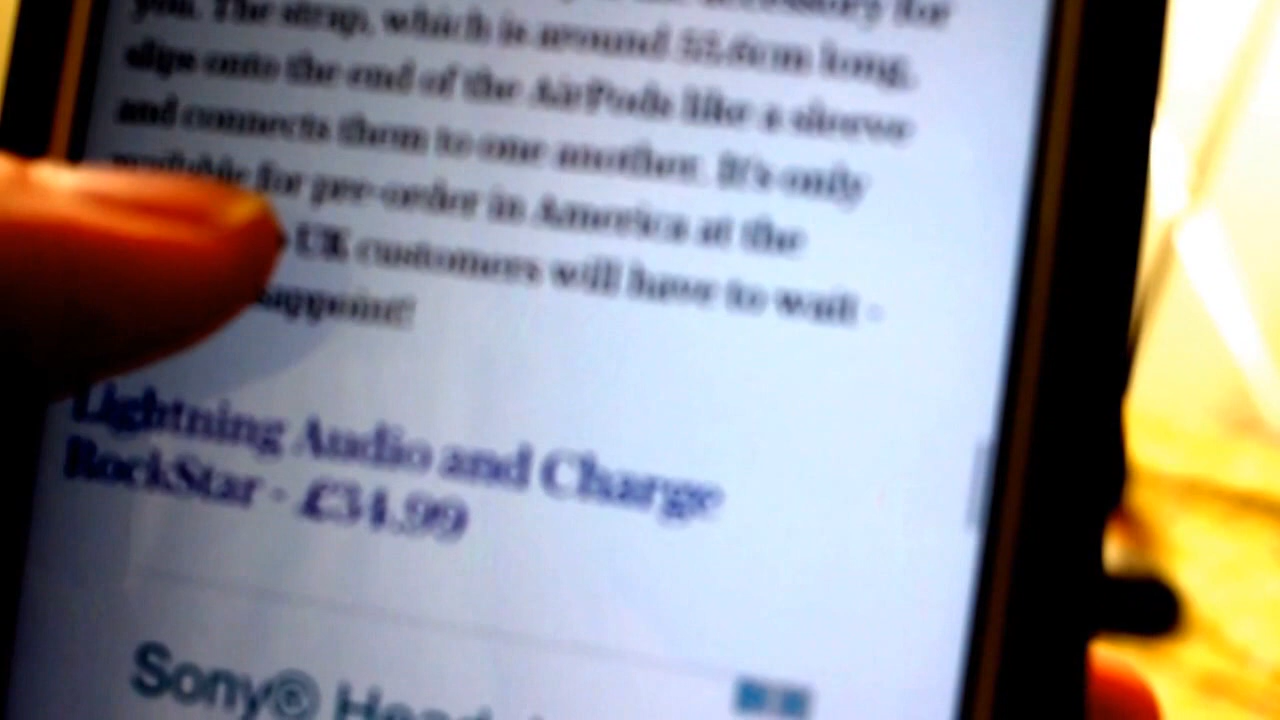 you. The strap, which is around 55.6cm long,
slips onto the end of the AirPods like a sleeve
and connects them to one another. It's only
for pre-order in America at the
UK customers will have to wait -
Lightning Audio and Charge
RockStar - £34.99
Sony®